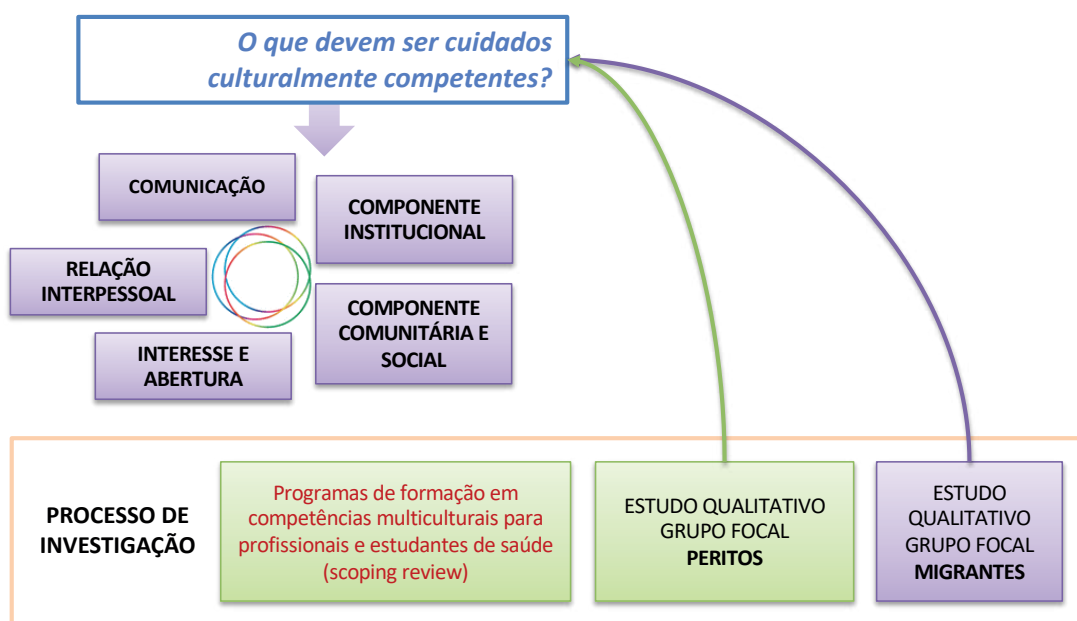 O que devem ser cuidados
culturalmente competentes?
COMUNICAÇÃO
COMPONENTE
INSTITUCIONAL
RELAÇÃO
INTERPESSOAL
COMPONENTE
COMUNITÁRIA E
SOCIAL
INTERESSE E
ABERTURA
PROCESSO DE
INVESTIGAÇÃO
Programas de formação em
competências multiculturais para
profissionais e estudantes de saúde
(scoping review)
ESTUDO QUALITATIVO
GRUPO FOCAL
PERITOS
ESTUDO
QUALITATIVO
GRUPO FOCAL
MIGRANTES